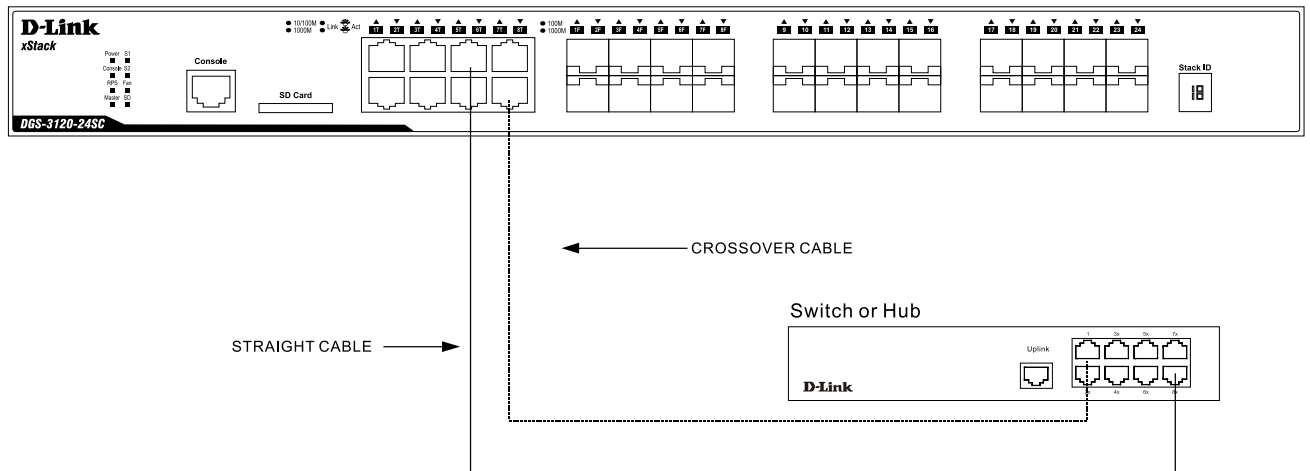 D-Link
xStack
Power S1
Console S2
RPS Fan
Master SD
DGS-3120-24SC
Console
SD Card
10/100M
1000M
Link
Act
1T 2T 3T 4T 5T 6T 7T 8T
100M
1000M
1F 2F 3F 4F 5F 6F 7F 8F
9 10 11 12 13 14 15 16
17 18 19 20 21 22 23 24
Stack ID
CROSSOVER CABLE
STRAIGHT CABLE
Switch or Hub
D-Link
Uplink
1 3x 5x 7x
4x 6x 8x